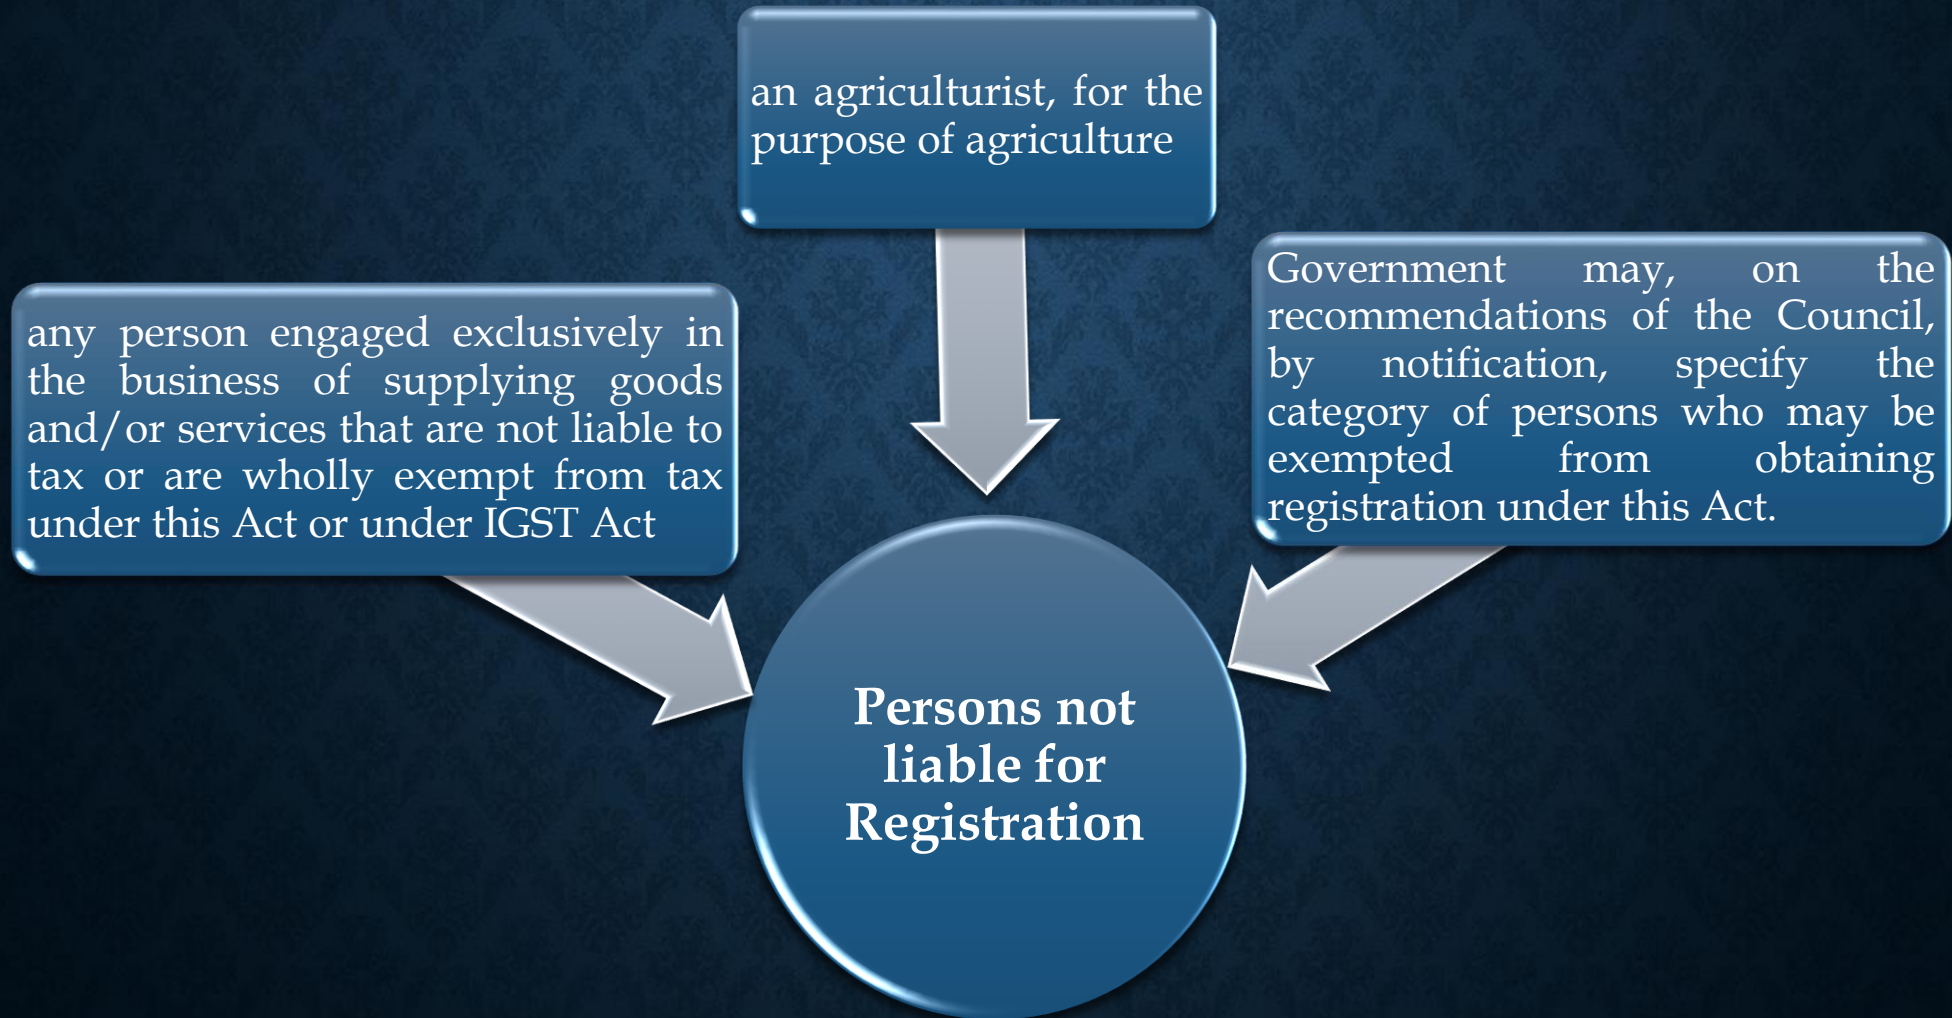 an agriculturist, for the
purpose of agriculture
any person engaged exclusively in
the business of supplying goods
and/or services that are not liable to
tax or are wholly exempt from tax
under this Act or under IGST Act
Government may, on the
recommendations of the Council,
by notification, specify the
category of persons who may be
exempted from obtaining
registration under this Act.
Persons not
liable for
Registration